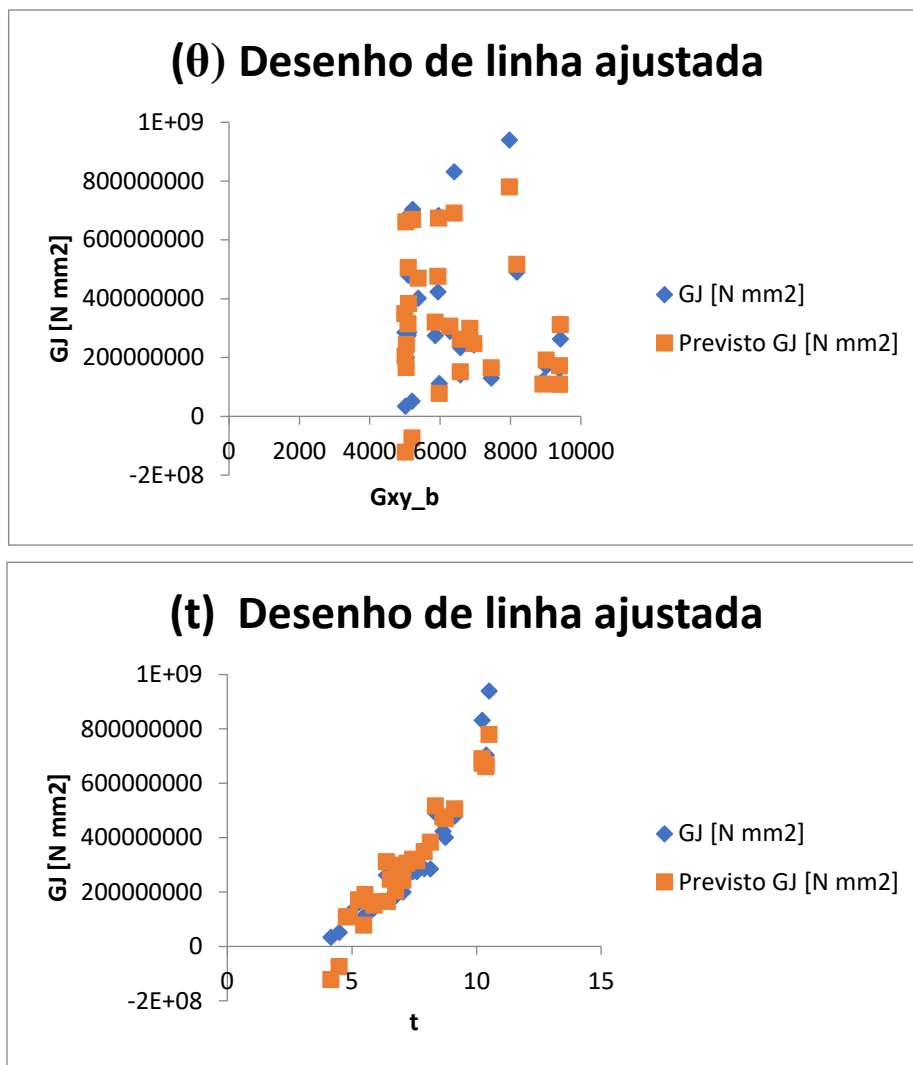 (θ) Desenho de linha ajustada
1E+09
800000000
600000000
400000000
200000000
0
-2E+08
0 2000 4000 6000 8000 10000
GJ [N mm2]
Gxy_b
GJ [N mm2]
Previsto GJ [N mm2]
(t) Desenho de linha ajustada
1E+09
800000000
600000000
400000000
200000000
0
-2E+08
0 5 10 15
GJ [N mm2]
t
GJ [N mm2]
Previsto GJ [N mm2]